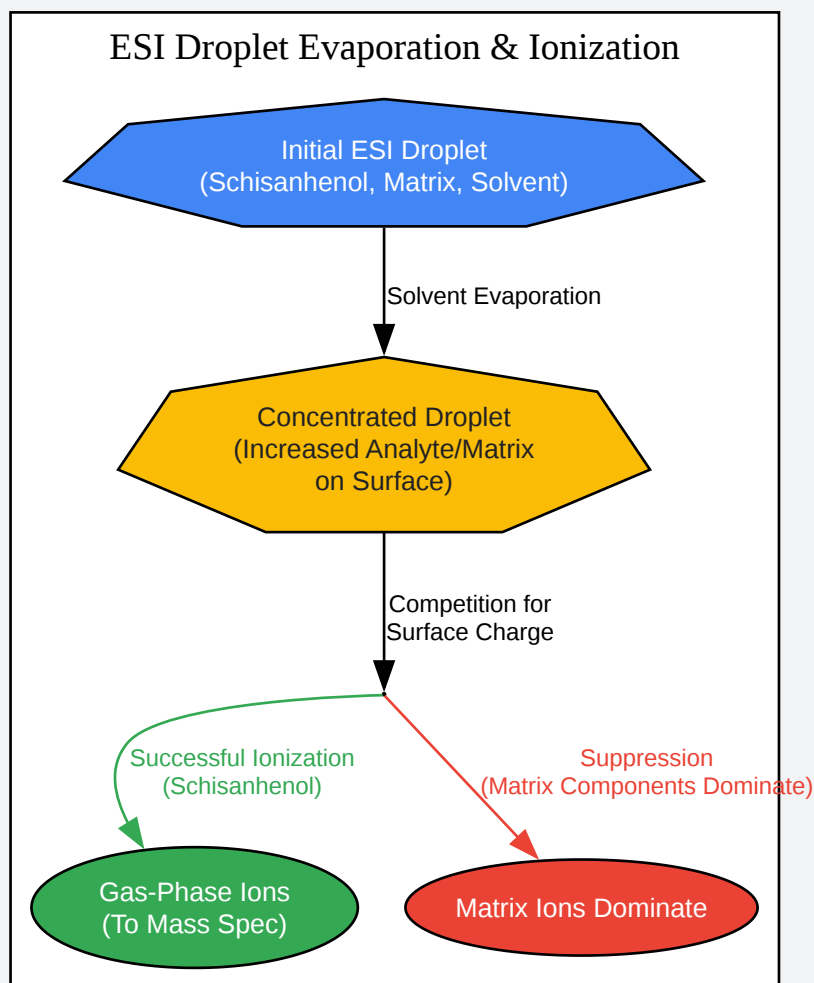 ESI Droplet Evaporation & Ionization
Initial ESI Droplet
(Schisanhenol, Matrix, Solvent)
Solvent Evaporation
Concentrated Droplet
(Increased Analyte/Matrix
on Surface)
Competition for
Surface Charge
Successful Ionization
(Schisanhenol)
Suppression
(Matrix Components Dominate)
Gas-Phase Ions
(To Mass Spec)
Matrix Ions Dominate